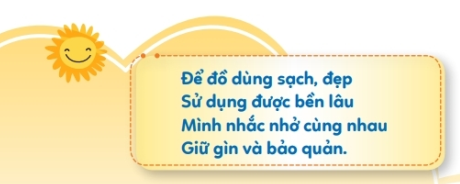 Để đồ dùng sạch, đẹp
Sử dụng được bền lâu
Mình nhắc nhở cùng nhau
Giữ gìn và bảo quản.